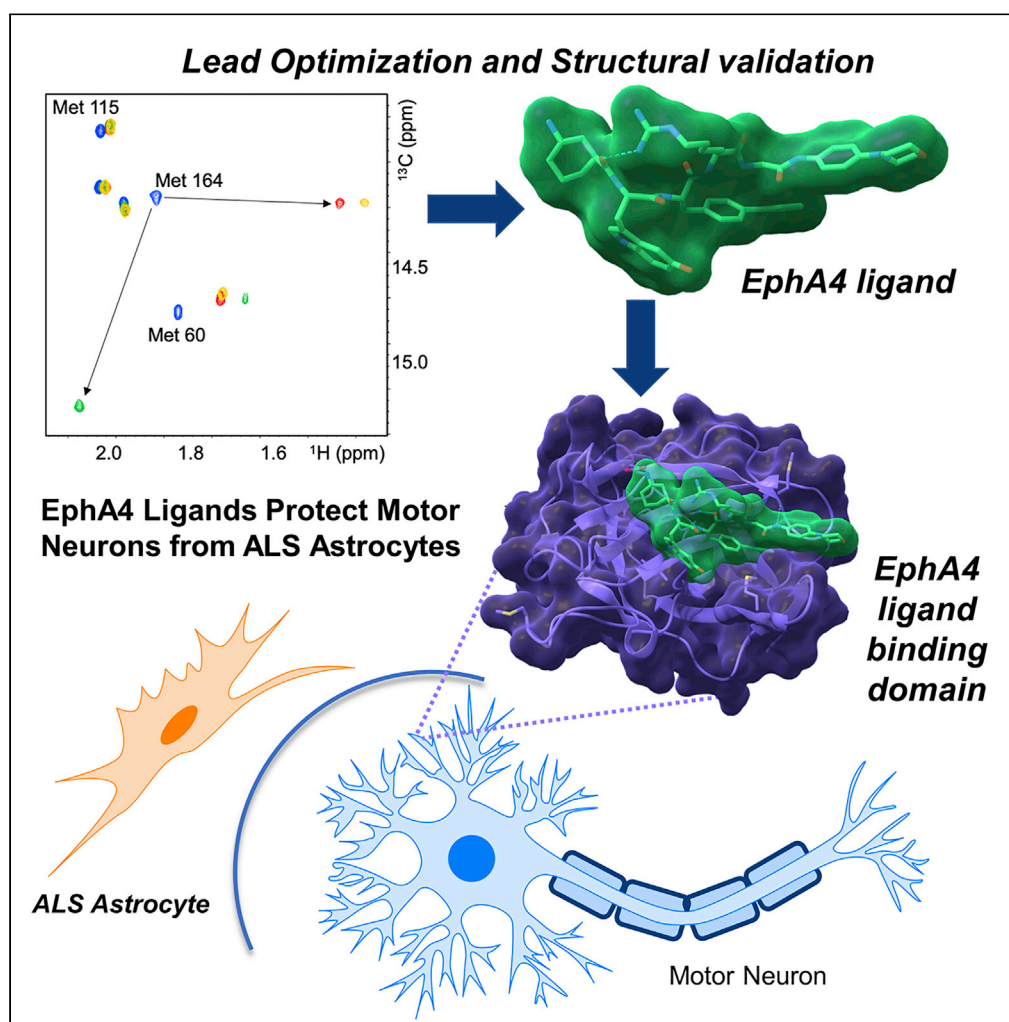 Lead Optimization and Structural validation
Met 115
Met 164
Met 60
¹³C (ppm)
14.5
15.0
2.0
1.8
1.6
¹H (ppm)
EphA4 ligand
EphA4 Ligands Protect Motor
Neurons from ALS Astrocytes
EphA4
ligand
binding
domain
ALS Astrocyte
Motor Neuron